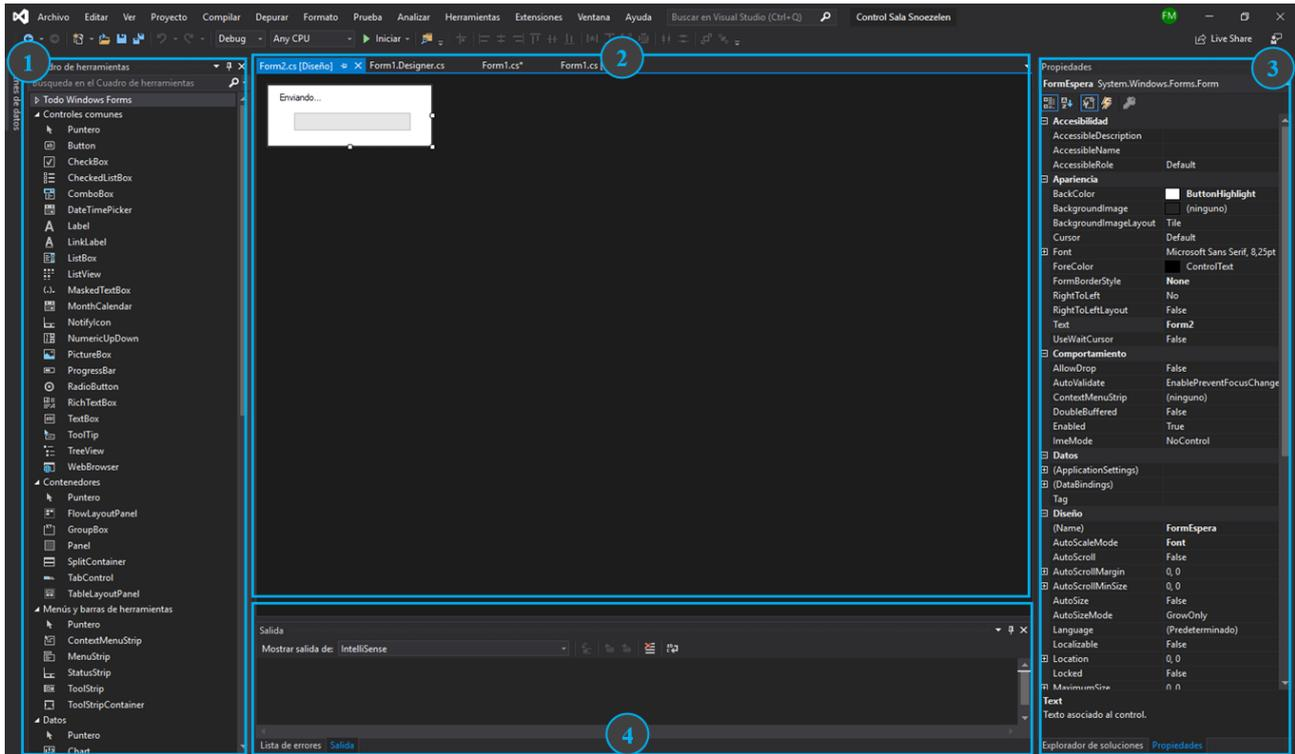 Archivo Editar Ver Proyecto Compilar Depurar Formato Prueba Analizar Herramientas Extensiones Ventana Ayuda Buscar en Visual Studio (Ctrl+Q) Control Sala Snoezelen FM
Debug Any CPU Iniciar Live Share
1
dro de herramientas
Búsqueda en el Cuadro de herramientas
Todo Windows Forms
Controles comunes
Puntero
Button
CheckBox
CheckedListBox
ComboBox
DateTimePicker
Label
LinkLabel
ListBox
ListView
MaskedTextBox
MonthCalendar
NotifyIcon
NumericUpDown
PictureBox
ProgressBar
RadioButton
RichTextBox
TextBox
ToolTip
TreeView
WebBrowser
Contenedores
Puntero
FlowLayoutPanel
GroupBox
Panel
SplitContainer
TabControl
TableLayoutPanel
Menús y barras de herramientas
Puntero
ContextMenuStrip
MenuStrip
StatusStrip
ToolStrip
ToolStripContainer
Datos
Puntero
Chart
nes de datos
2
Form2.cs [Diseño] Form1.Designer.cs Form1.cs* Form1.cs [
Enviando...
Salida
Mostrar salida de: IntelliSense
4
Lista de errores Salida
3
Propiedades
FormEspera System.Windows.Forms.Form
Accesibilidad
AccessibleDescription
AccessibleName
AccessibleRole Default
Apariencia
BackColor ButtonHighlight
BackgroundImage (ninguno)
BackgroundImageLayout Tile
Cursor Default
Font Microsoft Sans Serif, 8,25pt
ForeColor ControlText
FormBorderStyle None
RightToLeft No
RightToLeftLayout False
Text Form2
UseWaitCursor False
Comportamiento
AllowDrop False
AutoValidate EnablePreventFocusChange
ContextMenuStrip (ninguno)
DoubleBuffered False
Enabled True
ImeMode NoControl
Datos
(ApplicationSettings)
(DataBindings)
Tag
Diseño
(Name) FormEspera
AutoScaleMode Font
AutoScroll False
AutoScrollMargin 0, 0
AutoScrollMinSize 0, 0
AutoSize False
AutoSizeMode GrowOnly
Language (Predeterminado)
Localizable False
Location 0, 0
Locked False
MaximumSize 0, 0
Text
Texto asociado al control.
Explorador de soluciones Propiedades